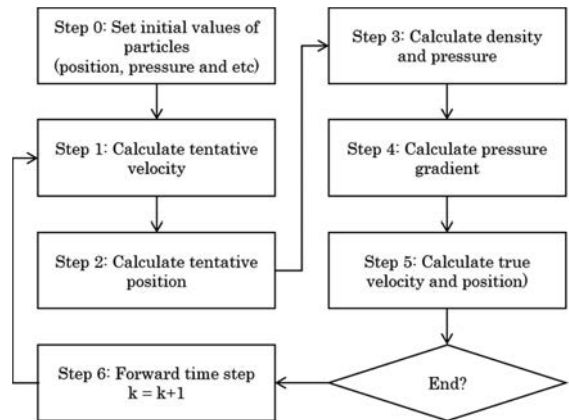 Step 0: Set initial values of
particles
(position, pressure and etc)
Step 1: Calculate tentative
velocity
Step 2: Calculate tentative
position
Step 3: Calculate density
and pressure
Step 4: Calculate pressure
gradient
Step 5: Calculate true
velocity and position)
End?
Step 6: Forward time step
k = k+1